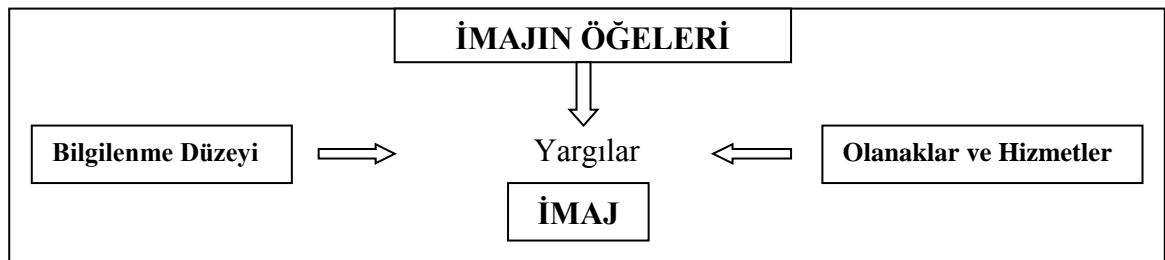 İMAJIN ÖĞELERİ
Bilgilenme Düzeyi
Yargılar
Olanaklar ve Hizmetler
İMAJ